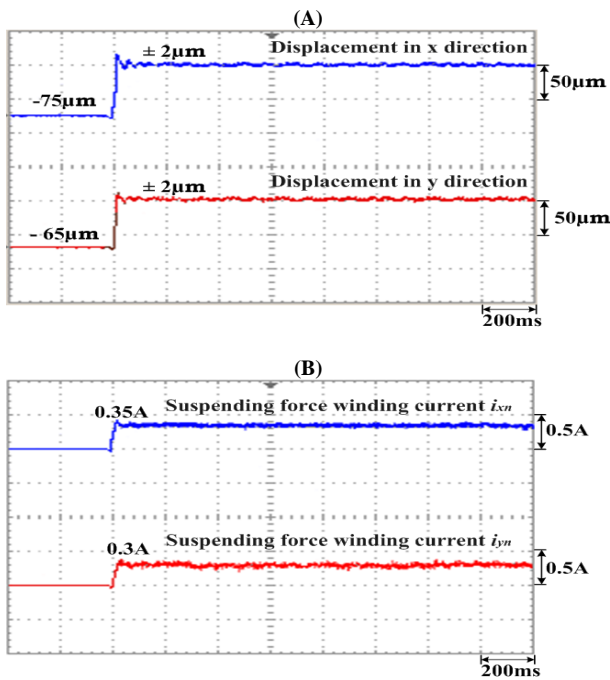 (A)
± 2µm
Displacement in x direction
-75µm
50µm
± 2µm
Displacement in y direction
- 65µm
50µm
200ms
(B)
0.35A
Suspending force winding current ixn
0.5A
0.3A
Suspending force winding current iyn
0.5A
200ms